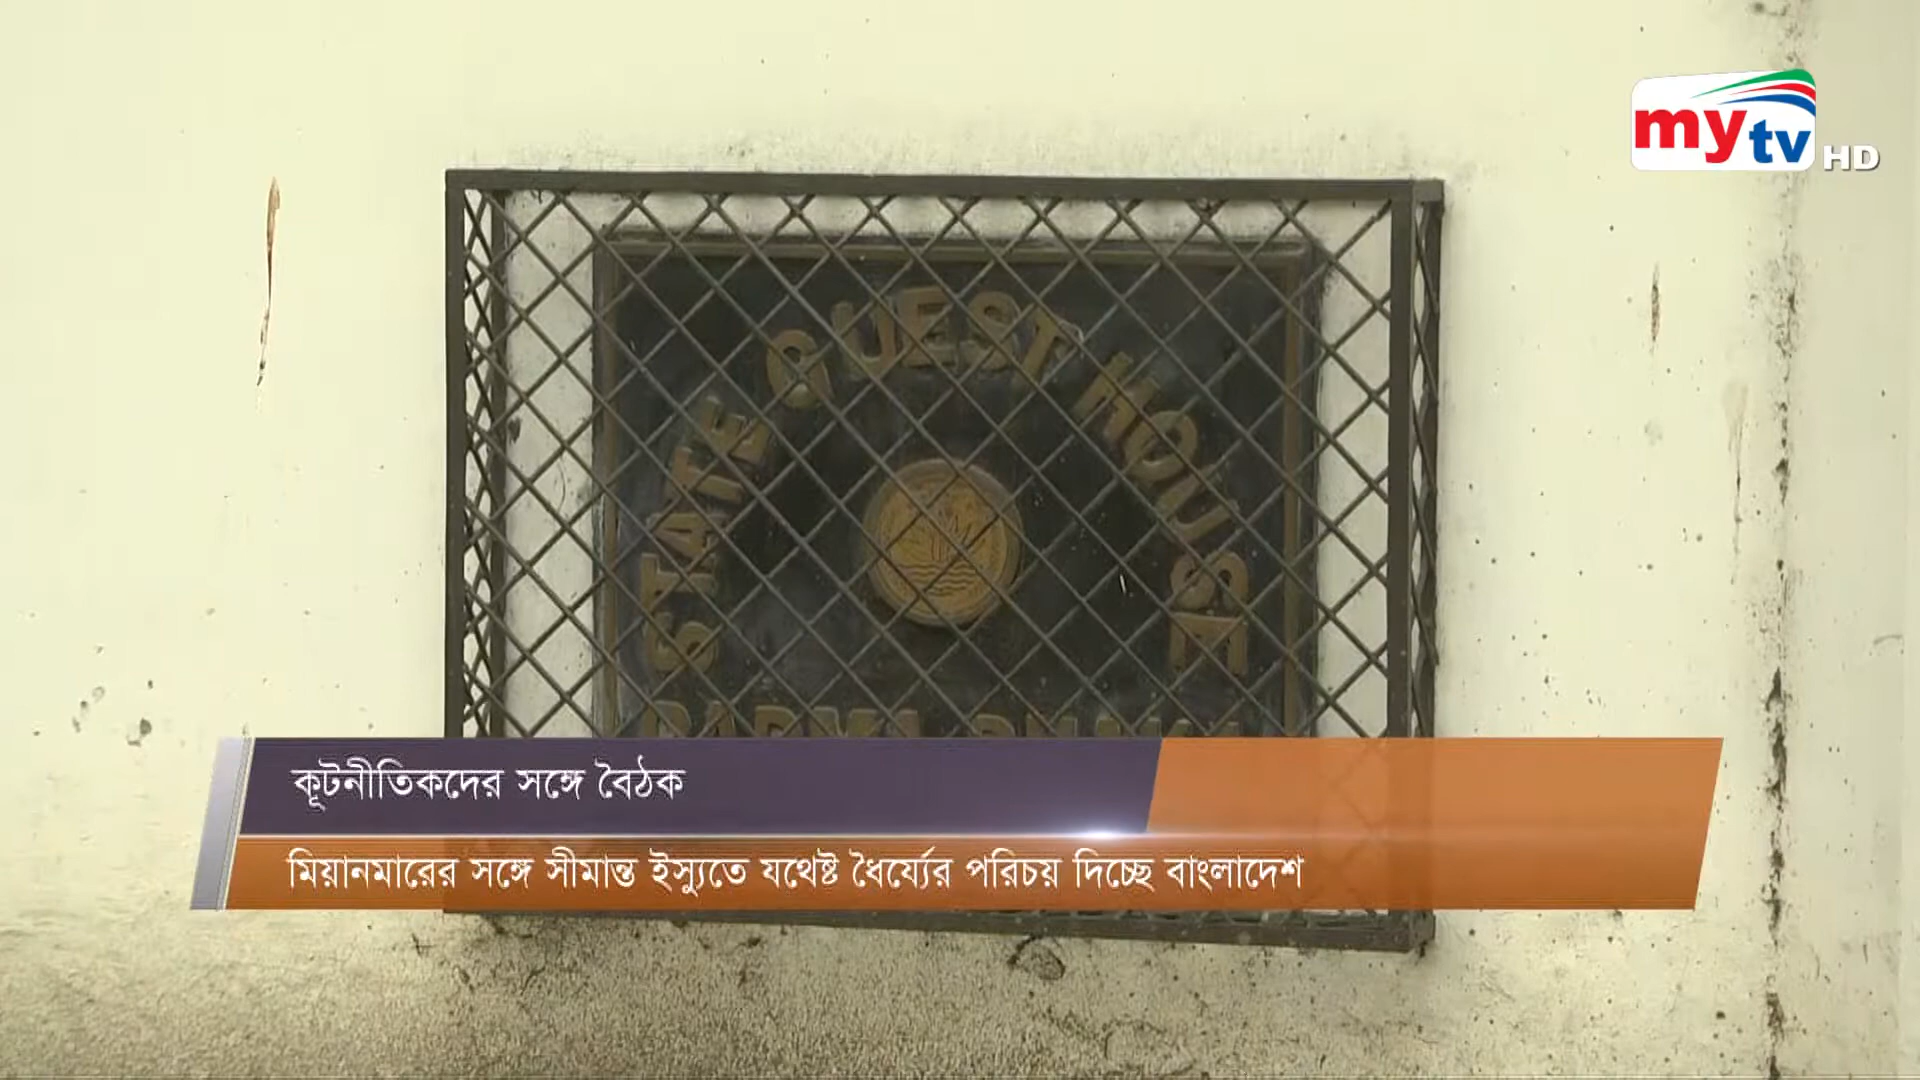 my tv HD
STATE GUEST HOUSE
কূটনীতিকদের সঙ্গে বৈঠক
মিয়ানমারের সঙ্গে সীমান্ত ইস্যুতে যথেষ্ট ধৈর্য্যের পরিচয় দিচ্ছে বাংলাদেশ